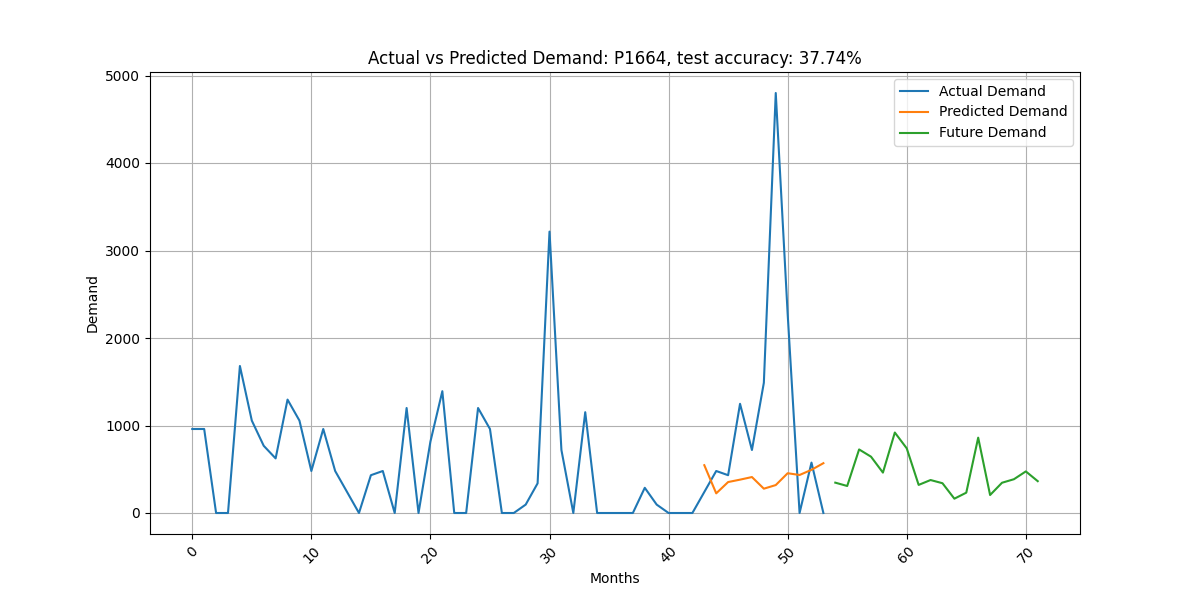 Actual vs Predicted Demand: P1664, test accuracy: 37.74%
Actual Demand
Predicted Demand
Future Demand
5000
4000
3000
2000
1000
0
Demand
0
10
20
30
40
50
60
70
Months